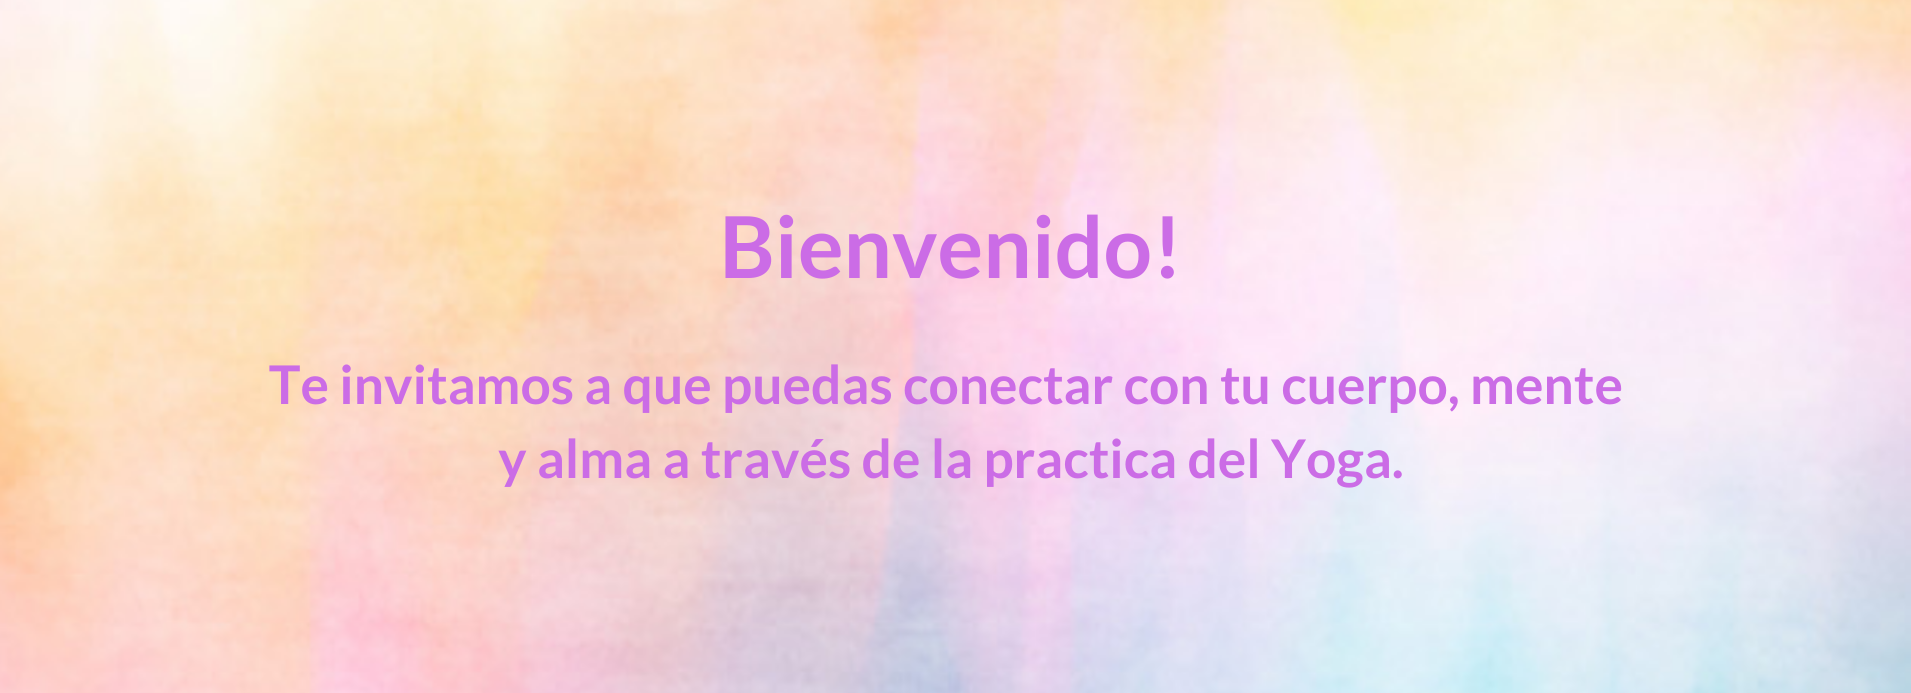 Bienvenido!
Te invitamos a que puedas conectar con tu cuerpo, mente
y alma a través de la practica del Yoga.